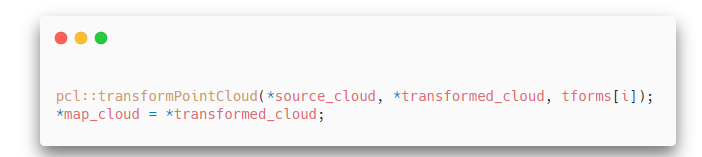 pcl::transformPointCloud(*source_cloud, *transformed_cloud, tforms[i]);
*map_cloud = *transformed_cloud;